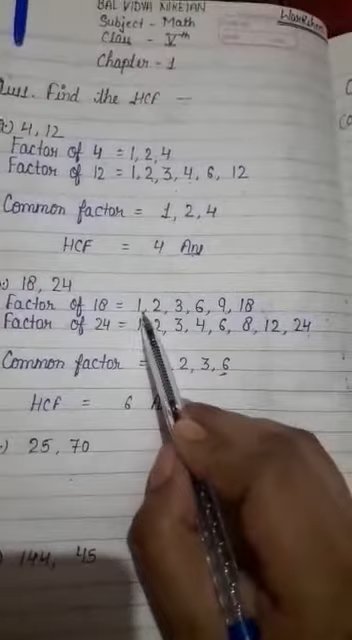 BAL VIDYA NIKETAN
Subject - Math
Class - Vth
Chapter - 1
Ques. Find the HCF -
4, 12
Factor of 4 = 1, 2, 4
Factor of 12 = 1, 2, 3, 4, 6, 12
Common factor = 1, 2, 4
HCF = 4 Ans
18, 24
Factor of 18 = 1, 2, 3, 6, 9, 18
Factor of 24 = 1, 2, 3, 4, 6, 8, 12, 24
Common factor = 2, 3, 6
HCF = 6
25, 70
144, 45